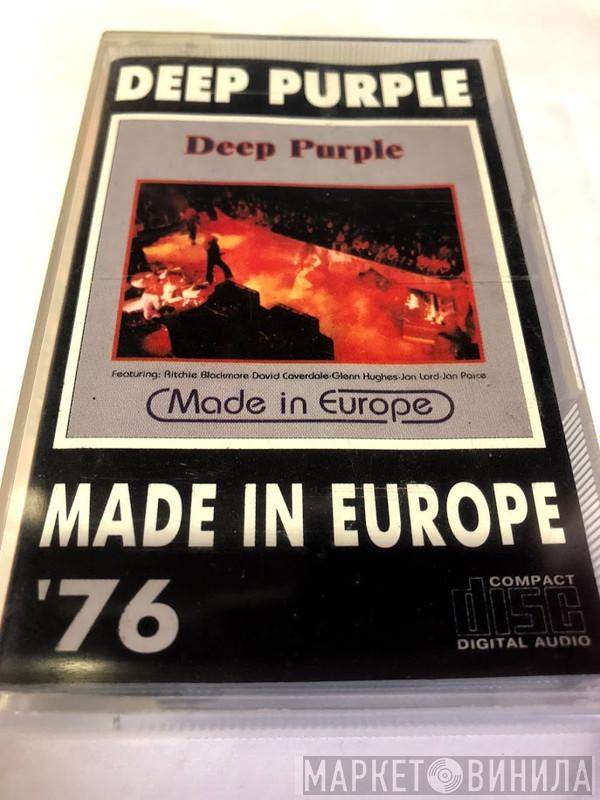 DEEP PURPLE
Deep Purple
Featuring: Ritchie Blackmore·David Coverdale·Glenn Hughes·Jon Lord·Ian Paice
Made in Europe
MADE IN EUROPE
'76
COMPACT
disc
DIGITAL AUDIO
МАРКЕТ ВИНИЛА